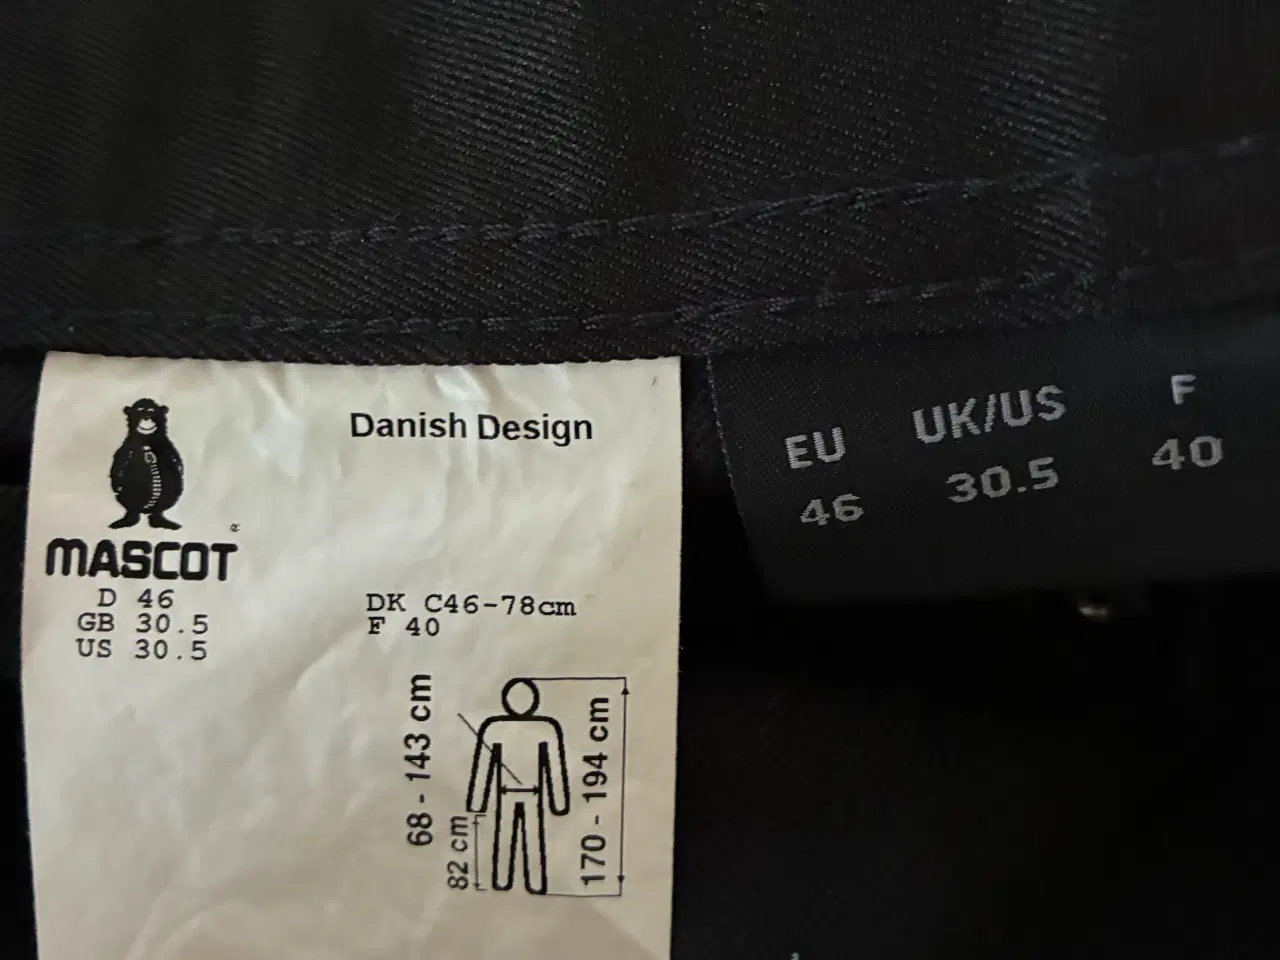 Danish Design
MASCOT
D 46
GB 30.5
US 30.5
DK C46-78cm
F 40
68 - 143 cm
82 cm
170 - 194 cm
EU UK/US F
46 30.5 40